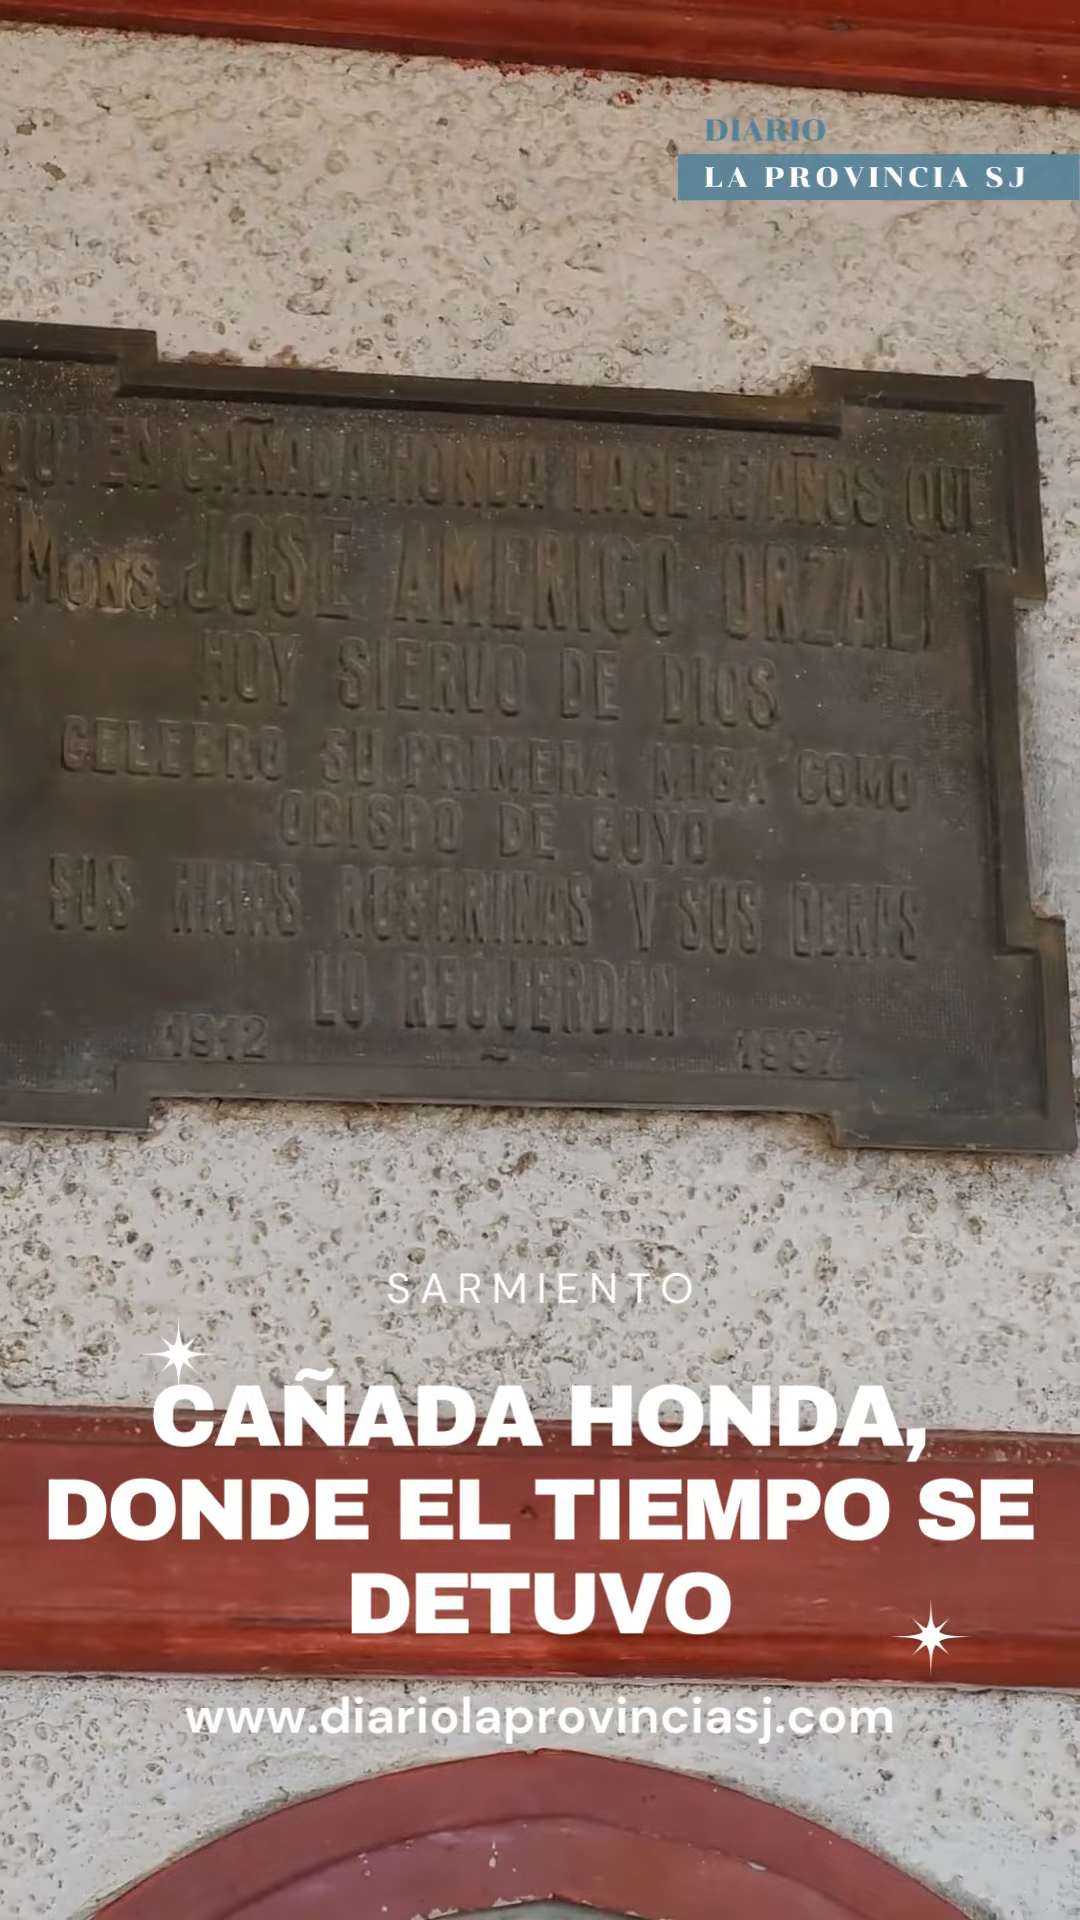 DIARIO
LA PROVINCIA SJ
QUI EN CAÑADA HONDA HACE 75 AÑOS QUE
MONS. JOSE AMERICO ORZALI
HOY SIERVO DE DIOS
CELEBRO SU PRIMERA MISA COMO
OBISPO DE CUYO
SUS HIJAS ROSARINAS Y SUS OBRAS
LO RECUERDAN
1912 ~ 1987
SARMIENTO
CAÑADA HONDA,
DONDE EL TIEMPO SE
DETUVO
www.diariolaprovinciasj.com